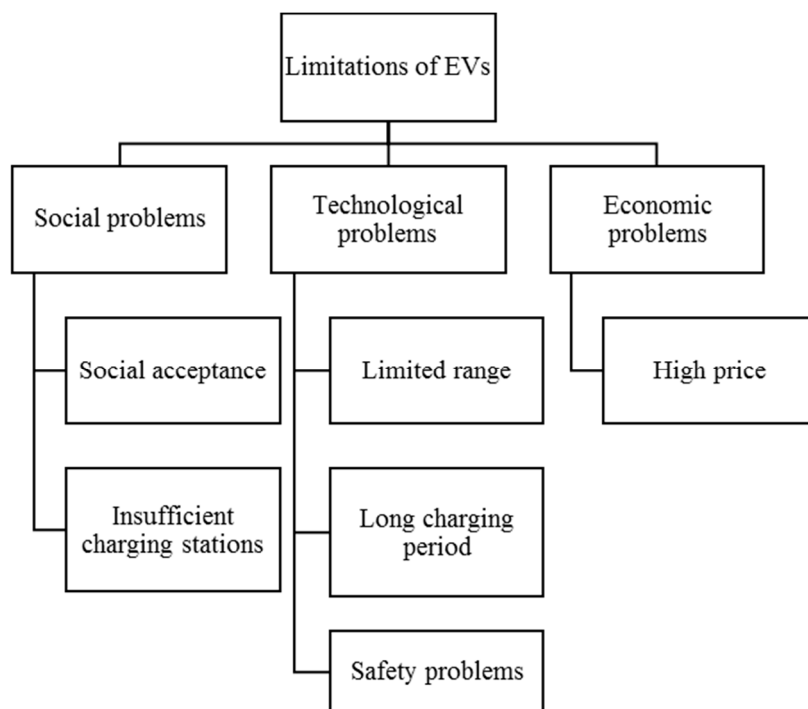 Limitations of EVs
Social problems
Technological
problems
Economic
problems
Social acceptance
Limited range
High price
Insufficient
charging stations
Long charging
period
Safety problems